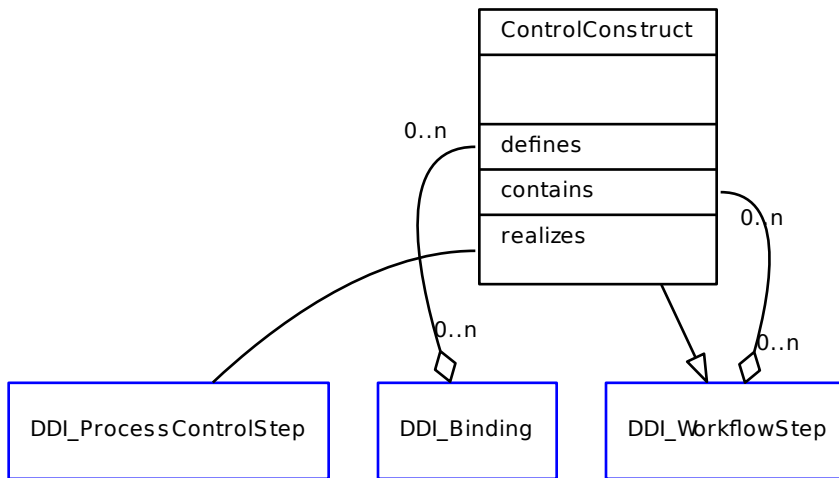 ControlConstruct
0..n
defines
contains
0..n
realizes
0..n
0..n
DDI_ProcessControlStep
DDI_Binding
DDI_WorkflowStep